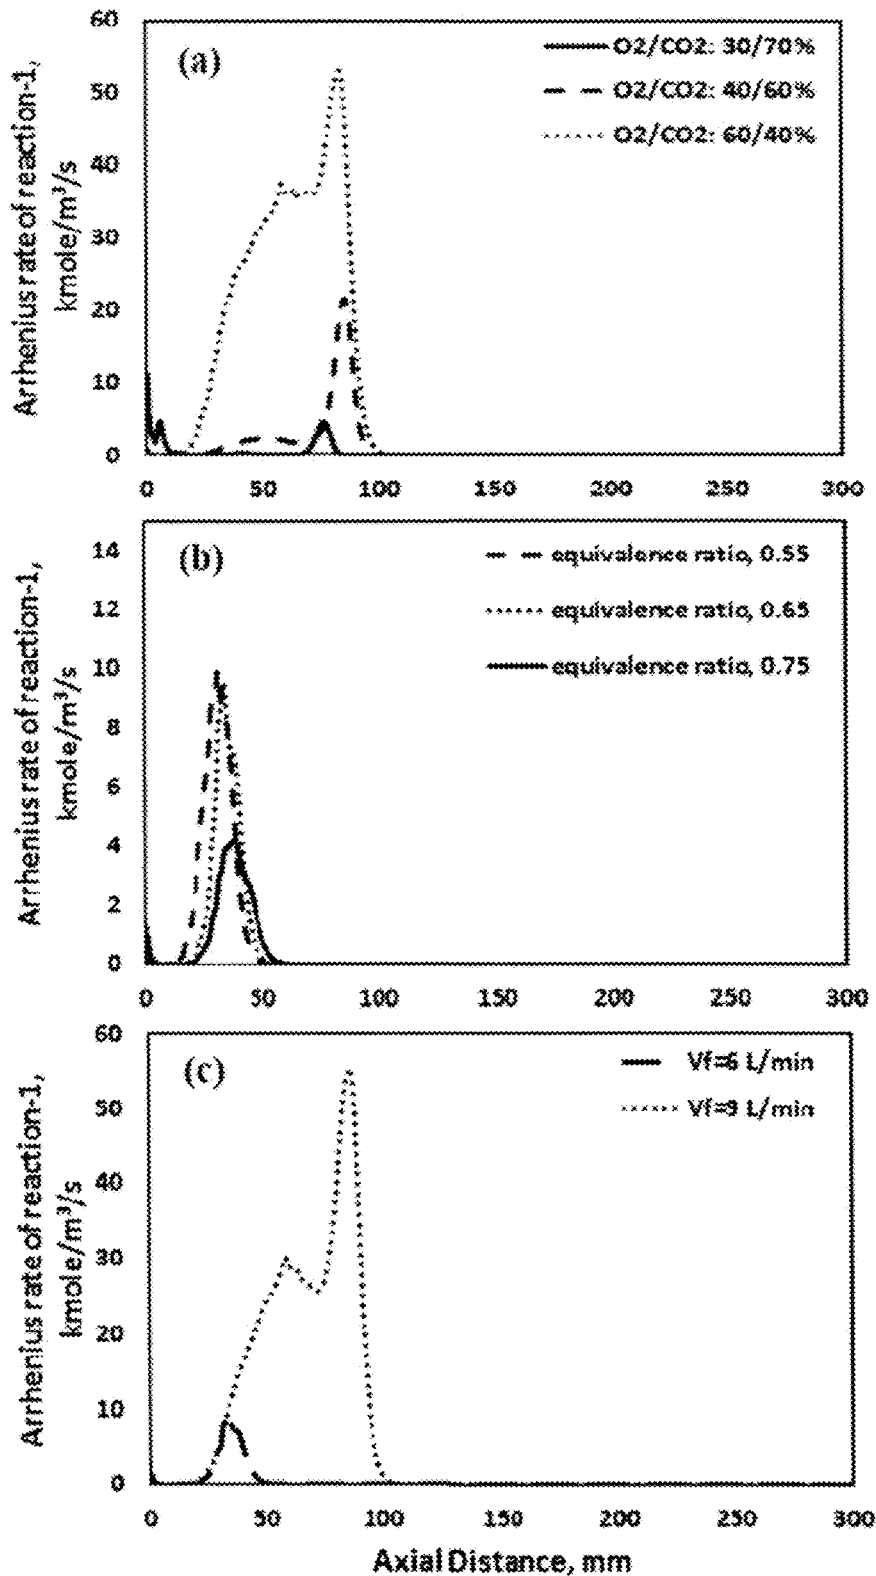 (a)
O2/CO2: 30/70%
O2/CO2: 40/60%
O2/CO2: 60/40%
Arrhenius rate of reaction-1,
kmole/m³/s
60
50
40
30
20
10
0
0 50 100 150 200 250 300
(b)
equivalence ratio, 0.55
equivalence ratio, 0.65
equivalence ratio, 0.75
Arrhenius rate of reaction-1,
kmole/m³/s
14
12
10
8
6
4
2
0
0 50 100 150 200 250 300
(c)
Vf=6 L/min
Vf=9 L/min
Arrhenius rate of reaction-1,
kmole/m³/s
60
50
40
30
20
10
0
0 50 100 150 200 250 300
Axial Distance, mm